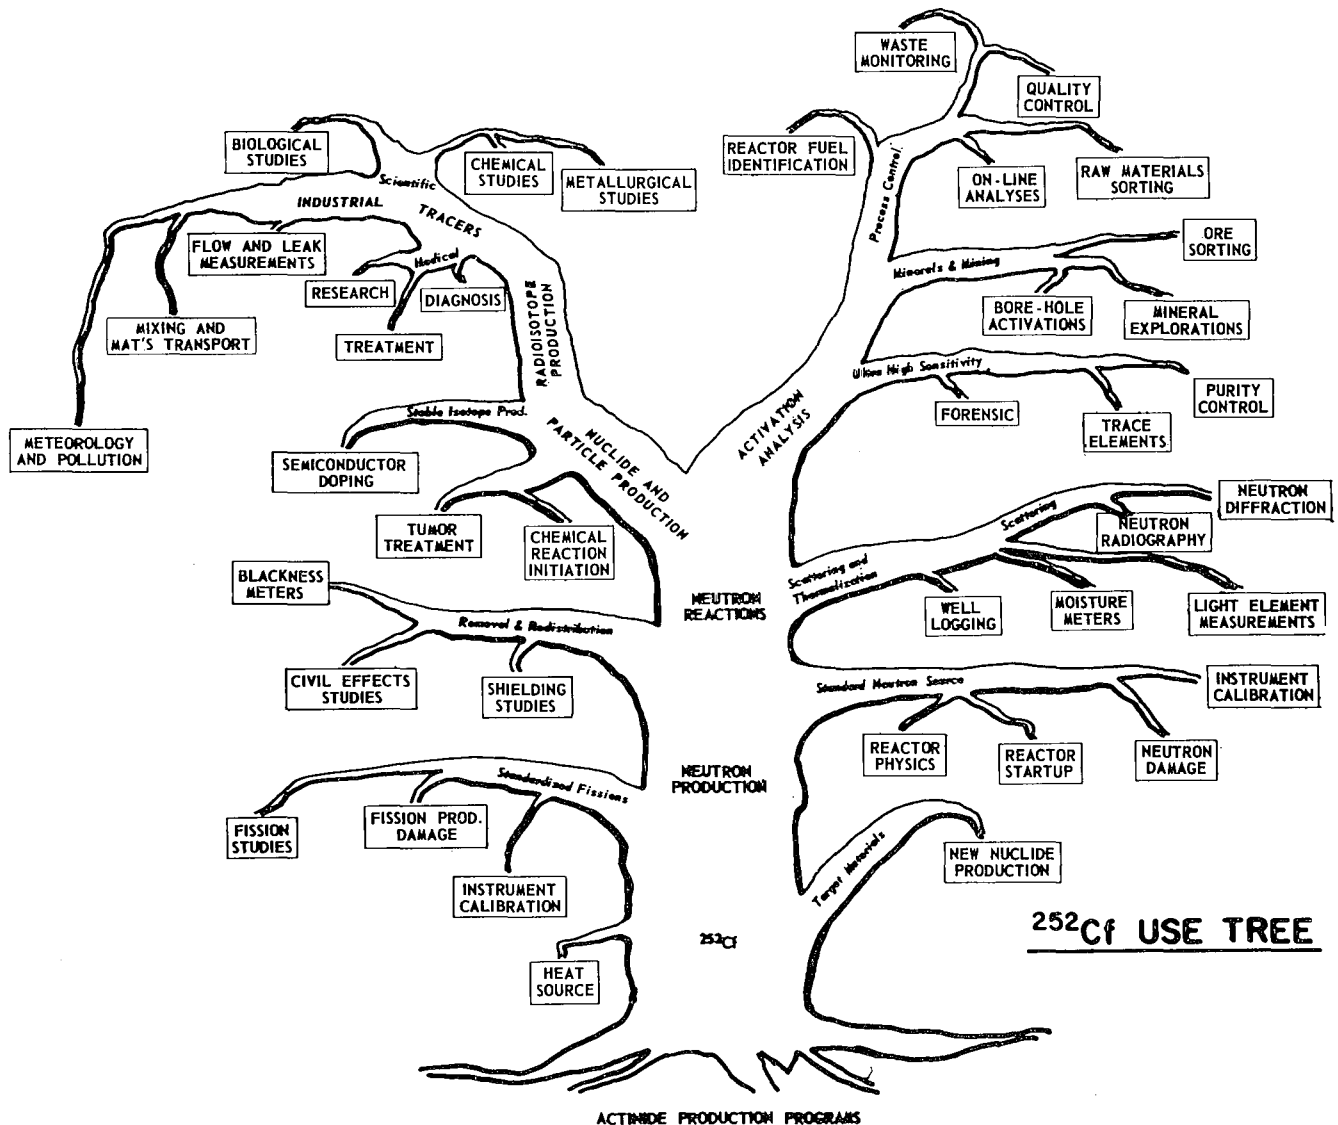 WASTE
MONITORING
QUALITY
CONTROL
REACTOR FUEL
IDENTIFICATION
ON-LINE
ANALYSES
RAW MATERIALS
SORTING
Process Control
BIOLOGICAL
STUDIES
CHEMICAL
STUDIES
METALLURGICAL
STUDIES
Scientific
INDUSTRIAL
TRACERS
FLOW AND LEAK
MEASUREMENTS
Medical
RESEARCH
DIAGNOSIS
TREATMENT
MIXING AND
MAT'S TRANSPORT
METEOROLOGY
AND POLLUTION
RADIOISOTOPE
PRODUCTION
ORE
SORTING
Minerals & Mining
BORE-HOLE
ACTIVATIONS
MINERAL
EXPLORATIONS
Ultra High Sensitivity
FORENSIC
TRACE
ELEMENTS
PURITY
CONTROL
ACTIVATION
ANALYSIS
Stable Isotope Prod.
SEMICONDUCTOR
DOPING
NUCLIDE AND
PARTICLE PRODUCTION
TUMOR
TREATMENT
CHEMICAL
REACTION
INITIATION
Scattering
NEUTRON
DIFFRACTION
NEUTRON
RADIOGRAPHY
Scattering and
Thermalization
WELL
LOGGING
MOISTURE
METERS
LIGHT ELEMENT
MEASUREMENTS
NEUTRON
REACTIONS
BLACKNESS
METERS
Removal & Redistribution
CIVIL EFFECTS
STUDIES
SHIELDING
STUDIES
Standard Neutron Source
INSTRUMENT
CALIBRATION
REACTOR
PHYSICS
REACTOR
STARTUP
NEUTRON
DAMAGE
NEUTRON
PRODUCTION
Standardized Fissions
FISSION
STUDIES
FISSION PROD.
DAMAGE
INSTRUMENT
CALIBRATION
Target Materials
NEW NUCLIDE
PRODUCTION
252Cf
HEAT
SOURCE
252Cf USE TREE
ACTINIDE PRODUCTION PROGRAMS